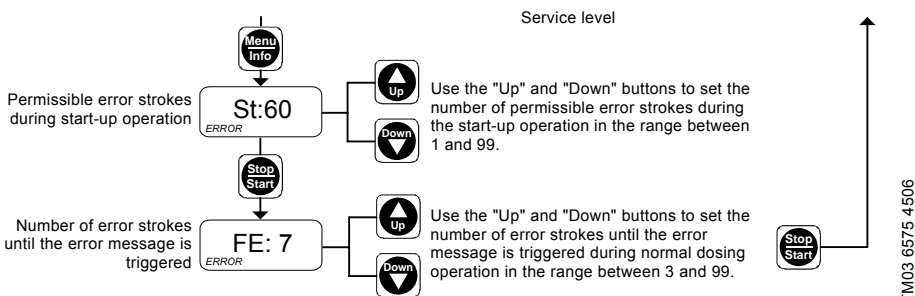 Service level
Menu
Info
Permissible error strokes
during start-up operation
St:60
ERROR
Up
Down
Use the "Up" and "Down" buttons to set the
number of permissible error strokes during
the start-up operation in the range between
1 and 99.
Stop
Start
Number of error strokes
until the error message is
triggered
FE: 7
ERROR
Up
Down
Use the "Up" and "Down" buttons to set the
number of error strokes until the error
message is triggered during normal dosing
operation in the range between 3 and 99.
Stop
Start
TM03 6575 4506